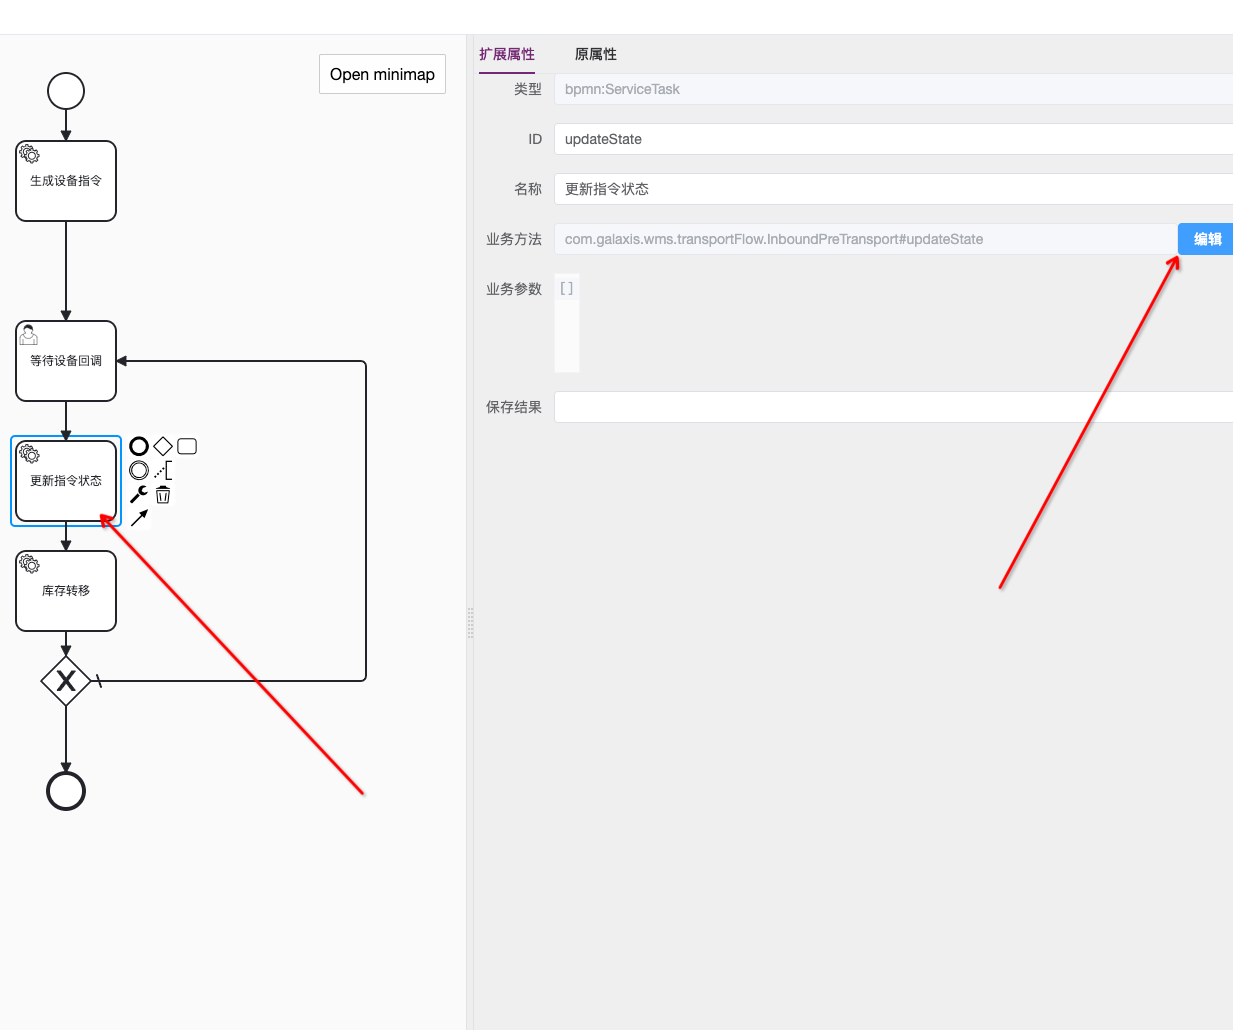 Open minimap
生成设备指令
等待设备回调
更新指令状态
库存转移
扩展属性 原属性
类型 bpmn:ServiceTask
ID updateState
名称 更新指令状态
业务方法 com.galaxis.wms.transportFlow.InboundPreTransport#updateState 编辑
业务参数 []
保存结果